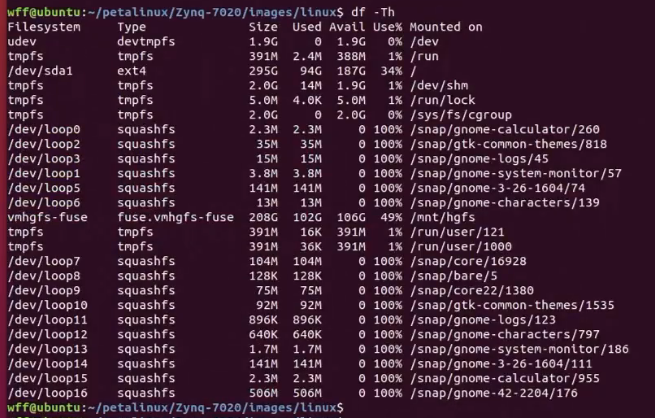 wff@ubuntu:~/petalinux/Zynq-7020/images/linux$ df -Th
Filesystem     Type             Size  Used Avail Use% Mounted on
udev           devtmpfs         1.9G     0  1.9G   0% /dev
tmpfs          tmpfs            391M  2.4M  388M   1% /run
/dev/sda1      ext4             295G   94G  187G  34% /
tmpfs          tmpfs            2.0G   14M  1.9G   1% /dev/shm
tmpfs          tmpfs            5.0M  4.0K  5.0M   1% /run/lock
tmpfs          tmpfs            2.0G     0  2.0G   0% /sys/fs/cgroup
/dev/loop0     squashfs         2.3M  2.3M     0 100% /snap/gnome-calculator/260
/dev/loop2     squashfs          35M   35M     0 100% /snap/gtk-common-themes/818
/dev/loop3     squashfs          15M   15M     0 100% /snap/gnome-logs/45
/dev/loop1     squashfs         3.8M  3.8M     0 100% /snap/gnome-system-monitor/57
/dev/loop5     squashfs         141M  141M     0 100% /snap/gnome-3-26-1604/74
/dev/loop6     squashfs          13M   13M     0 100% /snap/gnome-characters/139
vmhgfs-fuse    fuse.vmhgfs-fuse 208G  102G  106G  49% /mnt/hgfs
tmpfs          tmpfs            391M   16K  391M   1% /run/user/121
tmpfs          tmpfs            391M   36K  391M   1% /run/user/1000
/dev/loop7     squashfs         104M  104M     0 100% /snap/core/16928
/dev/loop8     squashfs         128K  128K     0 100% /snap/bare/5
/dev/loop9     squashfs          75M   75M     0 100% /snap/core22/1380
/dev/loop10    squashfs          92M   92M     0 100% /snap/gtk-common-themes/1535
/dev/loop11    squashfs         896K  896K     0 100% /snap/gnome-logs/123
/dev/loop12    squashfs         640K  640K     0 100% /snap/gnome-characters/797
/dev/loop13    squashfs         1.7M  1.7M     0 100% /snap/gnome-system-monitor/186
/dev/loop14    squashfs         141M  141M     0 100% /snap/gnome-3-26-1604/111
/dev/loop15    squashfs         2.3M  2.3M     0 100% /snap/gnome-calculator/955
/dev/loop16    squashfs         506M  506M     0 100% /snap/gnome-42-2204/176
wff@ubuntu:~/petalinux/Zynq-7020/images/linux$